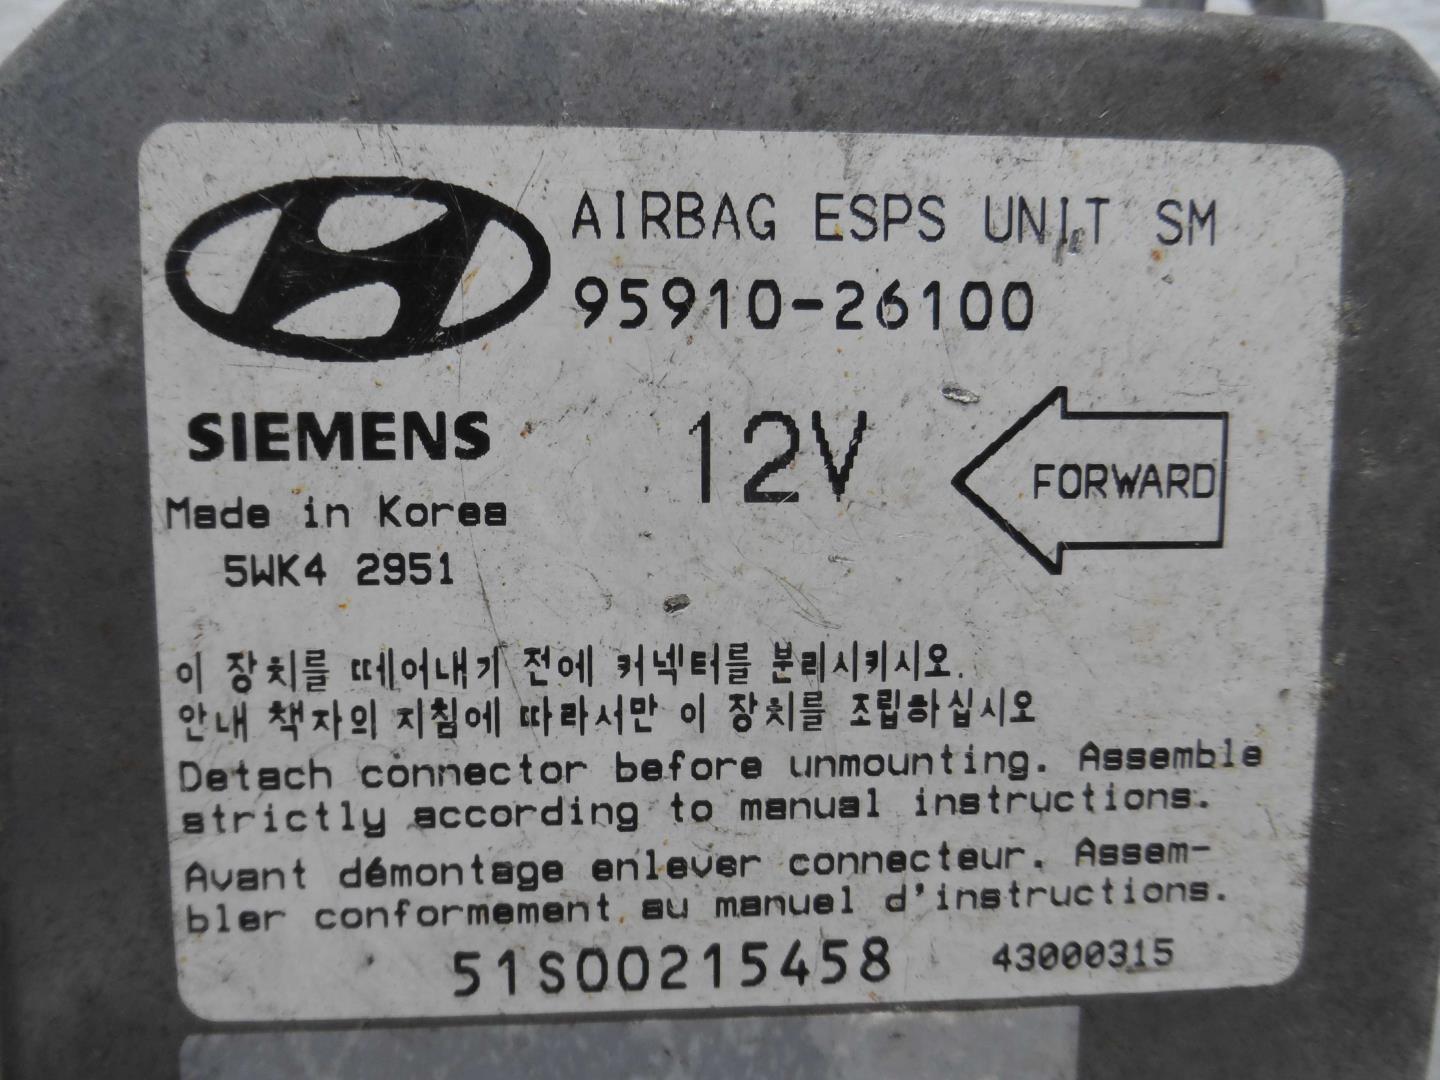 AIRBAG ESPS UNIT SM
95910-26100
SIEMENS
12V
FORWARD
Made in Korea
5WK4 2951
이 장치를 떼어내기 전에 커넥터를 분리시키시오.
안내 책자의 지침에 따라서만 이 장치를 조립하십시오
Detach connector before unmounting. Assemble
strictly according to manual instructions.
Avant démontage enlever connecteur. Assem-
bler conformement au manuel d'instructions.
51S00215458
43000315